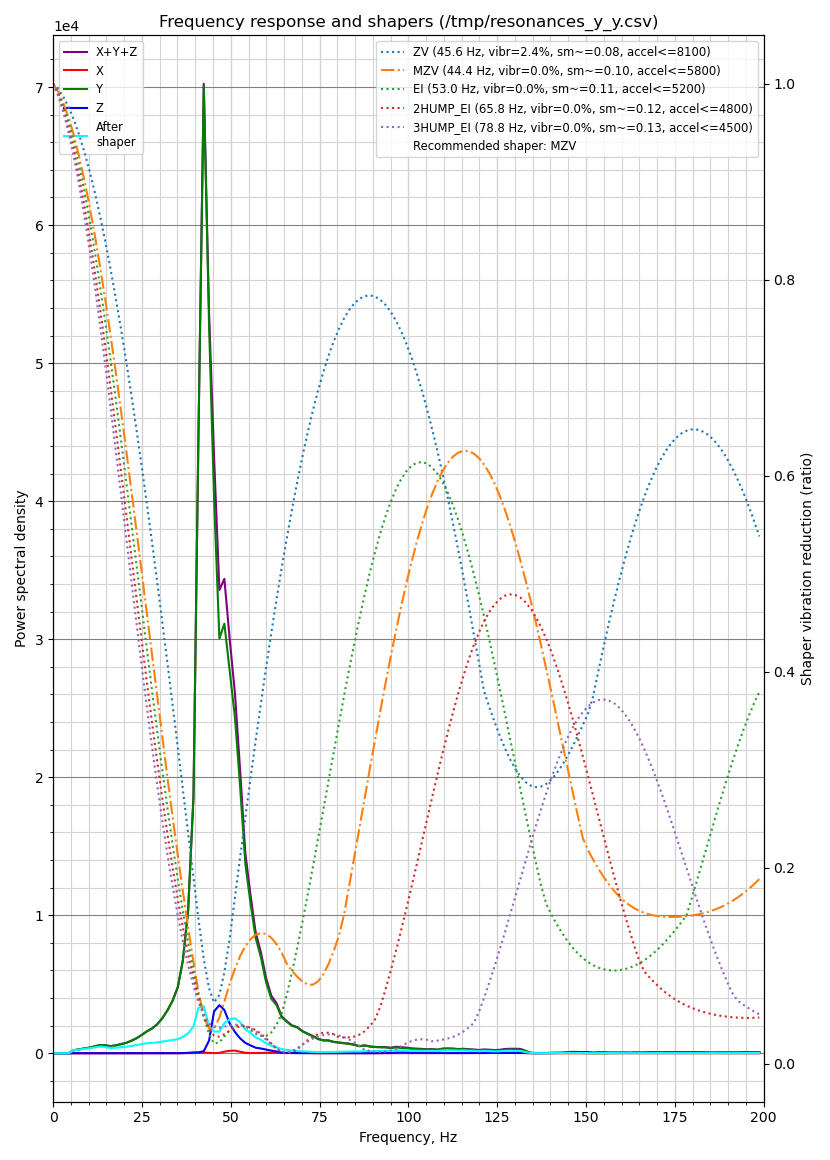 Frequency response and shapers (/tmp/resonances_y_y.csv)
1e4
X+Y+Z
X
Y
Z
After
shaper
ZV (45.6 Hz, vibr=2.4%, sm~=0.08, accel<=8100)
MZV (44.4 Hz, vibr=0.0%, sm~=0.10, accel<=5800)
EI (53.0 Hz, vibr=0.0%, sm~=0.11, accel<=5200)
2HUMP_EI (65.8 Hz, vibr=0.0%, sm~=0.12, accel<=4800)
3HUMP_EI (78.8 Hz, vibr=0.0%, sm~=0.13, accel<=4500)
Recommended shaper: MZV
7
6
5
4
3
2
1
0
Power spectral density
1.0
0.8
0.6
0.4
0.2
0.0
Shaper vibration reduction (ratio)
0 25 50 75 100 125 150 175 200
Frequency, Hz